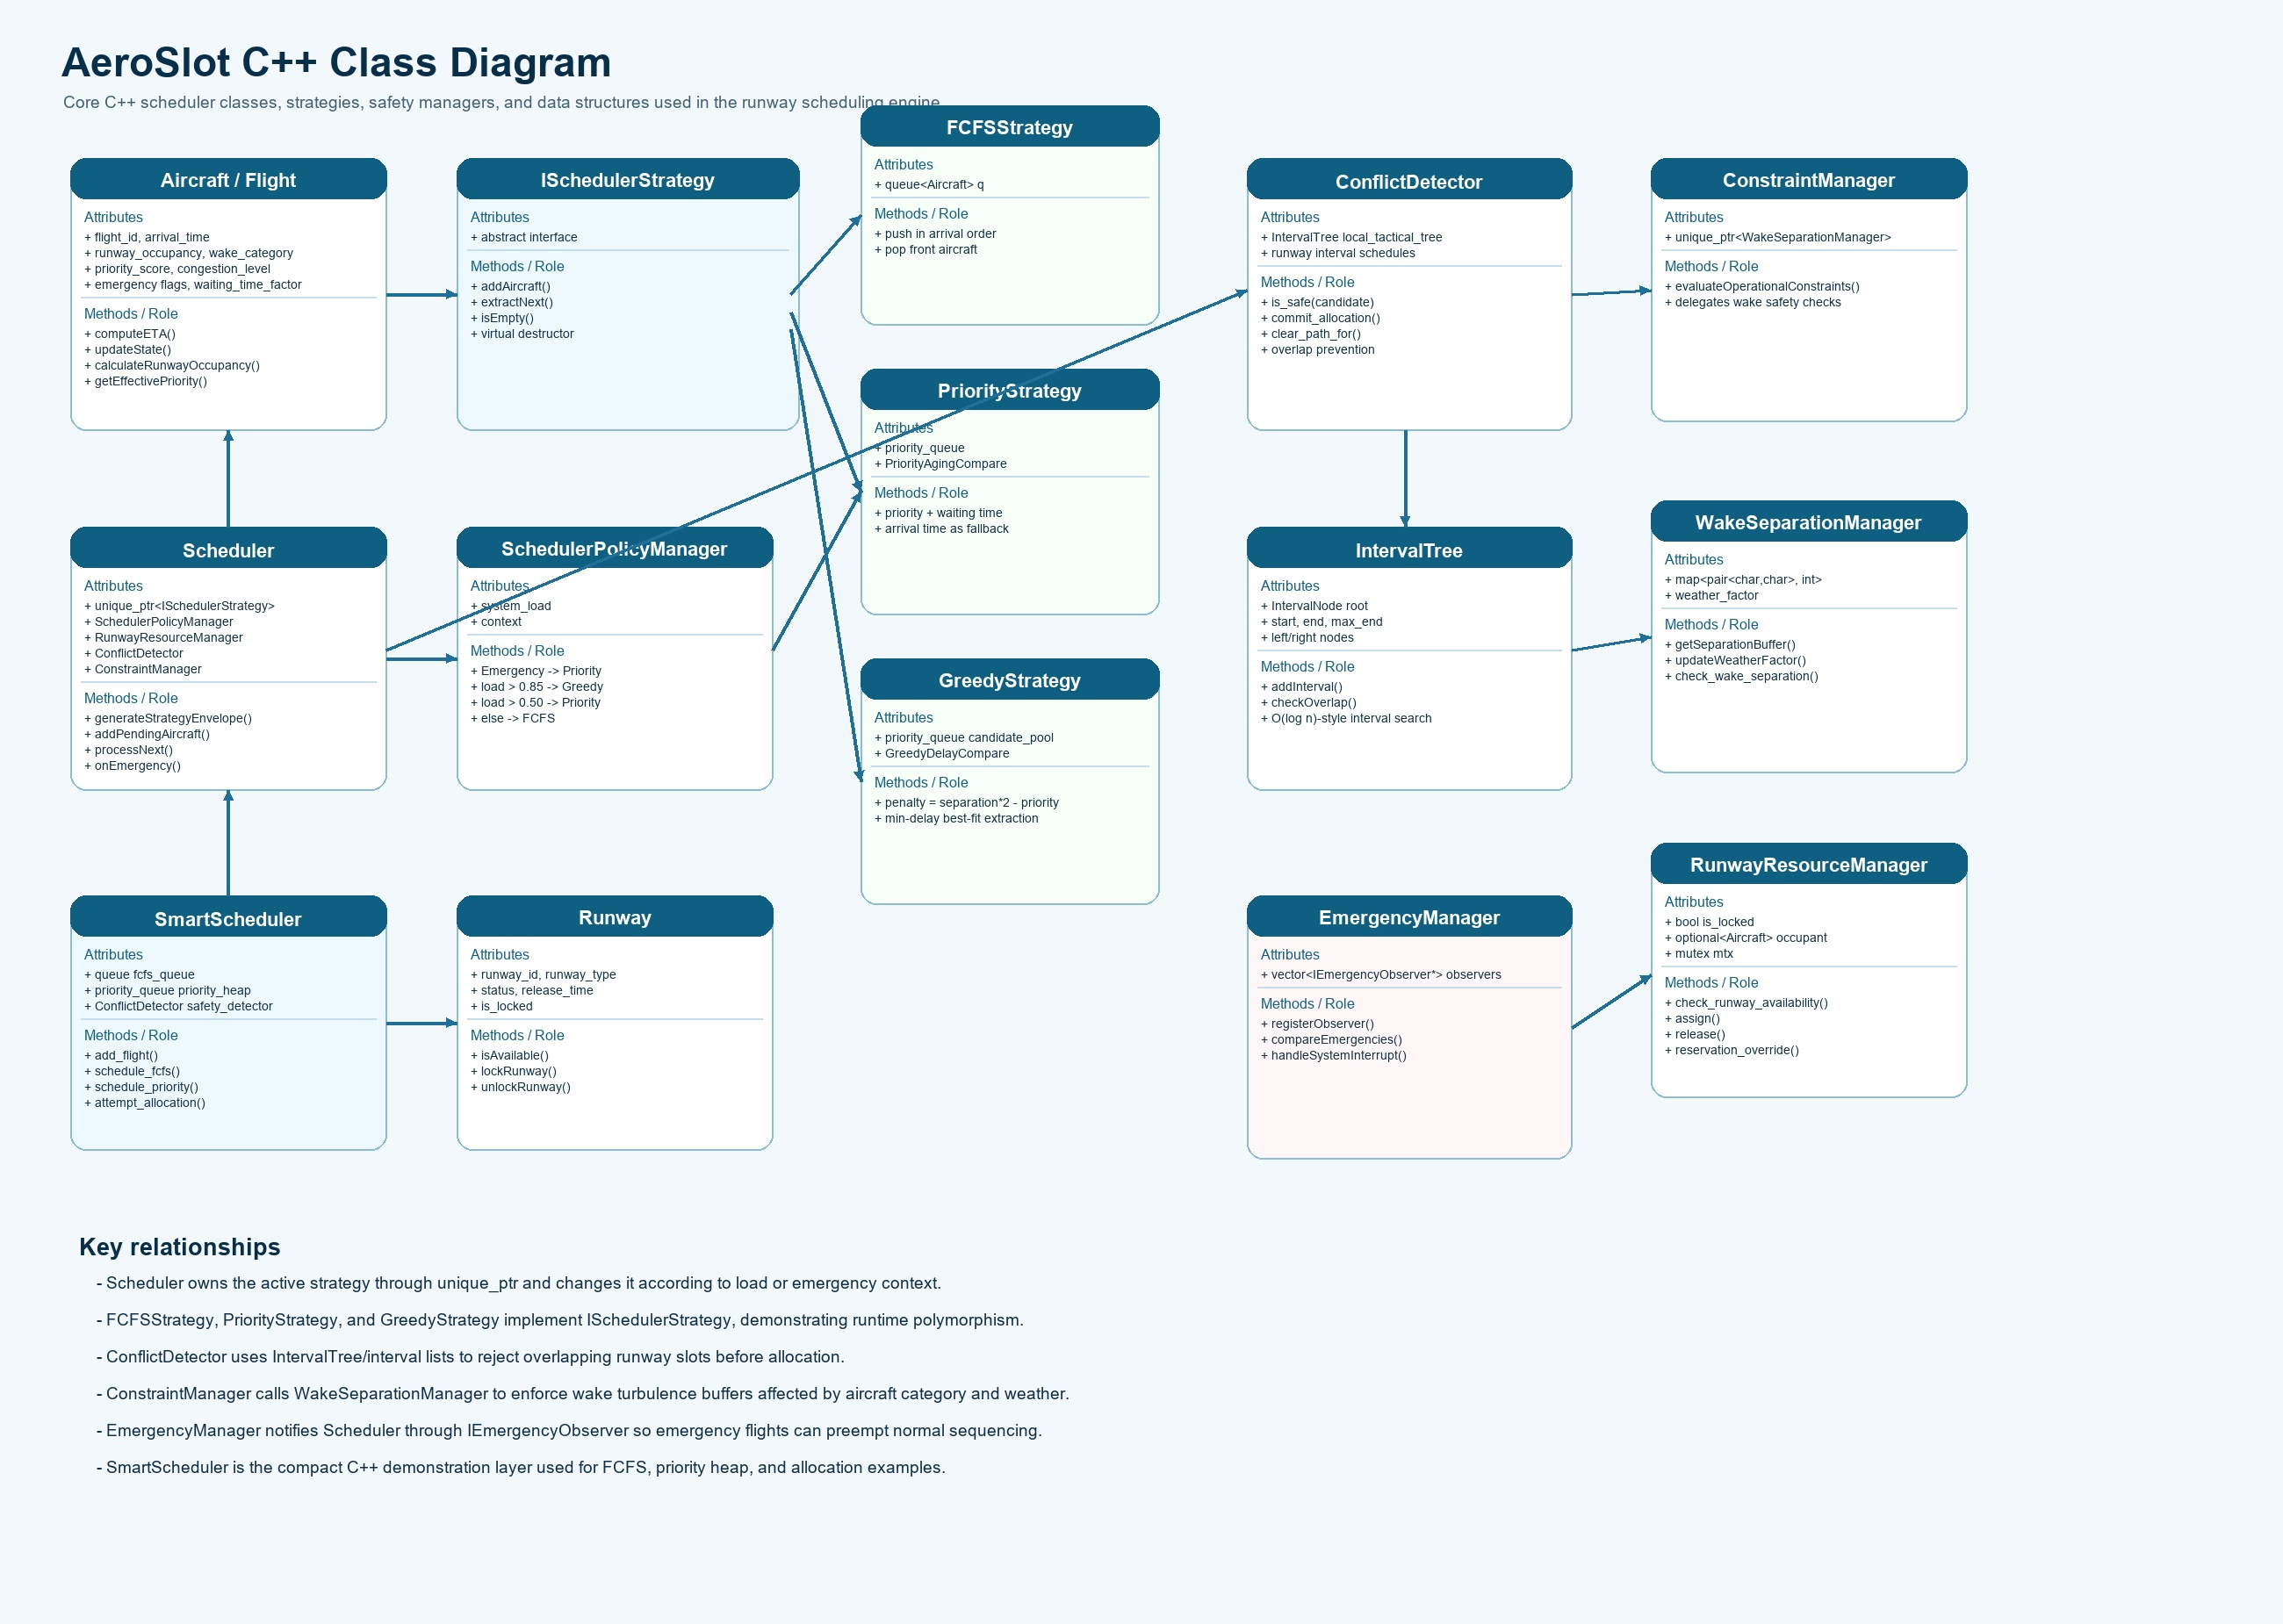 AeroSlot C++ Class Diagram
Core C++ scheduler classes, strategies, safety managers, and data structures used in the runway scheduling engine
Aircraft / Flight
Attributes
+ flight_id, arrival_time
+ runway_occupancy, wake_category
+ priority_score, congestion_level
+ emergency flags, waiting_time_factor
Methods / Role
+ computeETA()
+ updateState()
+ calculateRunwayOccupancy()
+ getEffectivePriority()
ISchedulerStrategy
Attributes
+ abstract interface
Methods / Role
+ addAircraft()
+ extractNext()
+ isEmpty()
+ virtual destructor
FCFSStrategy
Attributes
+ queue<Aircraft> q
Methods / Role
+ push in arrival order
+ pop front aircraft
ConflictDetector
Attributes
+ IntervalTree local_tactical_tree
+ runway interval schedules
Methods / Role
+ is_safe(candidate)
+ commit_allocation()
+ clear_path_for()
+ overlap prevention
ConstraintManager
Attributes
+ unique_ptr<WakeSeparationManager>
Methods / Role
+ evaluateOperationalConstraints()
+ delegates wake safety checks
PriorityStrategy
Attributes
+ priority_queue
+ PriorityAgingCompare
Methods / Role
+ priority + waiting time
+ arrival time as fallback
Scheduler
Attributes
+ unique_ptr<ISchedulerStrategy>
+ SchedulerPolicyManager
+ RunwayResourceManager
+ ConflictDetector
+ ConstraintManager
Methods / Role
+ generateStrategyEnvelope()
+ addPendingAircraft()
+ processNext()
+ onEmergency()
SchedulerPolicyManager
Attributes
+ system_load
+ context
Methods / Role
+ Emergency -> Priority
+ load > 0.85 -> Greedy
+ load > 0.50 -> Priority
+ else -> FCFS
GreedyStrategy
Attributes
+ priority_queue candidate_pool
+ GreedyDelayCompare
Methods / Role
+ penalty = separation*2 - priority
+ min-delay best-fit extraction
IntervalTree
Attributes
+ IntervalNode root
+ start, end, max_end
+ left/right nodes
Methods / Role
+ addInterval()
+ checkOverlap()
+ O(log n)-style interval search
WakeSeparationManager
Attributes
+ map<pair<char,char>, int>
+ weather_factor
Methods / Role
+ getSeparationBuffer()
+ updateWeatherFactor()
+ check_wake_separation()
SmartScheduler
Attributes
+ queue fcfs_queue
+ priority_queue priority_heap
+ ConflictDetector safety_detector
Methods / Role
+ add_flight()
+ schedule_fcfs()
+ schedule_priority()
+ attempt_allocation()
Runway
Attributes
+ runway_id, runway_type
+ status, release_time
+ is_locked
Methods / Role
+ isAvailable()
+ lockRunway()
+ unlockRunway()
EmergencyManager
Attributes
+ vector<IEmergencyObserver*> observers
Methods / Role
+ registerObserver()
+ compareEmergencies()
+ handleSystemInterrupt()
RunwayResourceManager
Attributes
+ bool is_locked
+ optional<Aircraft> occupant
+ mutex mtx
Methods / Role
+ check_runway_availability()
+ assign()
+ release()
+ reservation_override()
Key relationships
- Scheduler owns the active strategy through unique_ptr and changes it according to load or emergency context.
- FCFSStrategy, PriorityStrategy, and GreedyStrategy implement ISchedulerStrategy, demonstrating runtime polymorphism.
- ConflictDetector uses IntervalTree/interval lists to reject overlapping runway slots before allocation.
- ConstraintManager calls WakeSeparationManager to enforce wake turbulence buffers affected by aircraft category and weather.
- EmergencyManager notifies Scheduler through IEmergencyObserver so emergency flights can preempt normal sequencing.
- SmartScheduler is the compact C++ demonstration layer used for FCFS, priority heap, and allocation examples.